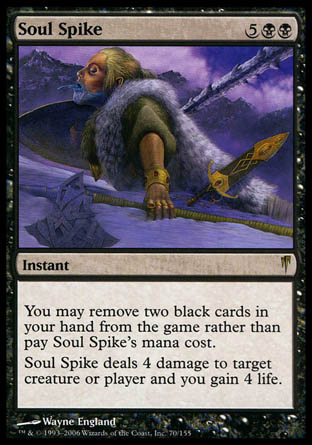 Soul Spike 5
Instant
You may remove two black cards in
your hand from the game rather than
pay Soul Spike's mana cost.
Soul Spike deals 4 damage to target
creature or player and you gain 4 life.
Wayne England
™ & © 1993–2006 Wizards of the Coast, Inc. 70/155